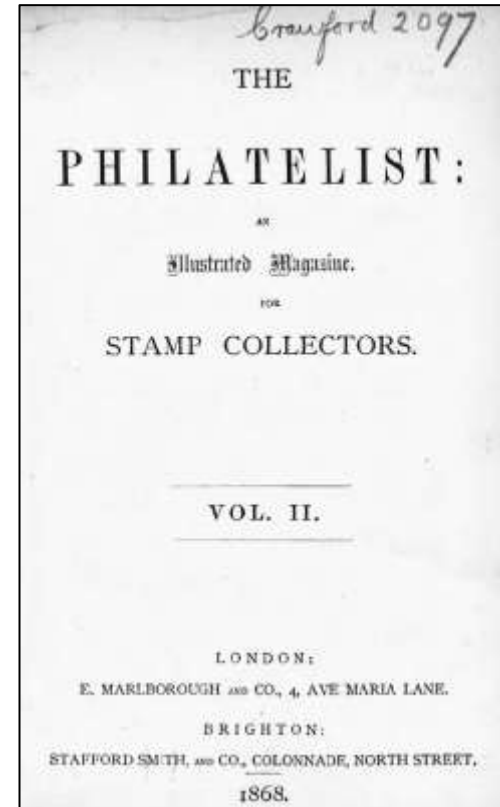 Crawford 2097
THE
PHILATELIST:
AN
Illustrated Magazine.
FOR
STAMP COLLECTORS.
VOL. II.
LONDON:
E. MARLBOROUGH AND CO., 4, AVE MARIA LANE.
BRIGHTON:
STAFFORD SMITH, AND CO., COLONNADE, NORTH STREET.
1868.